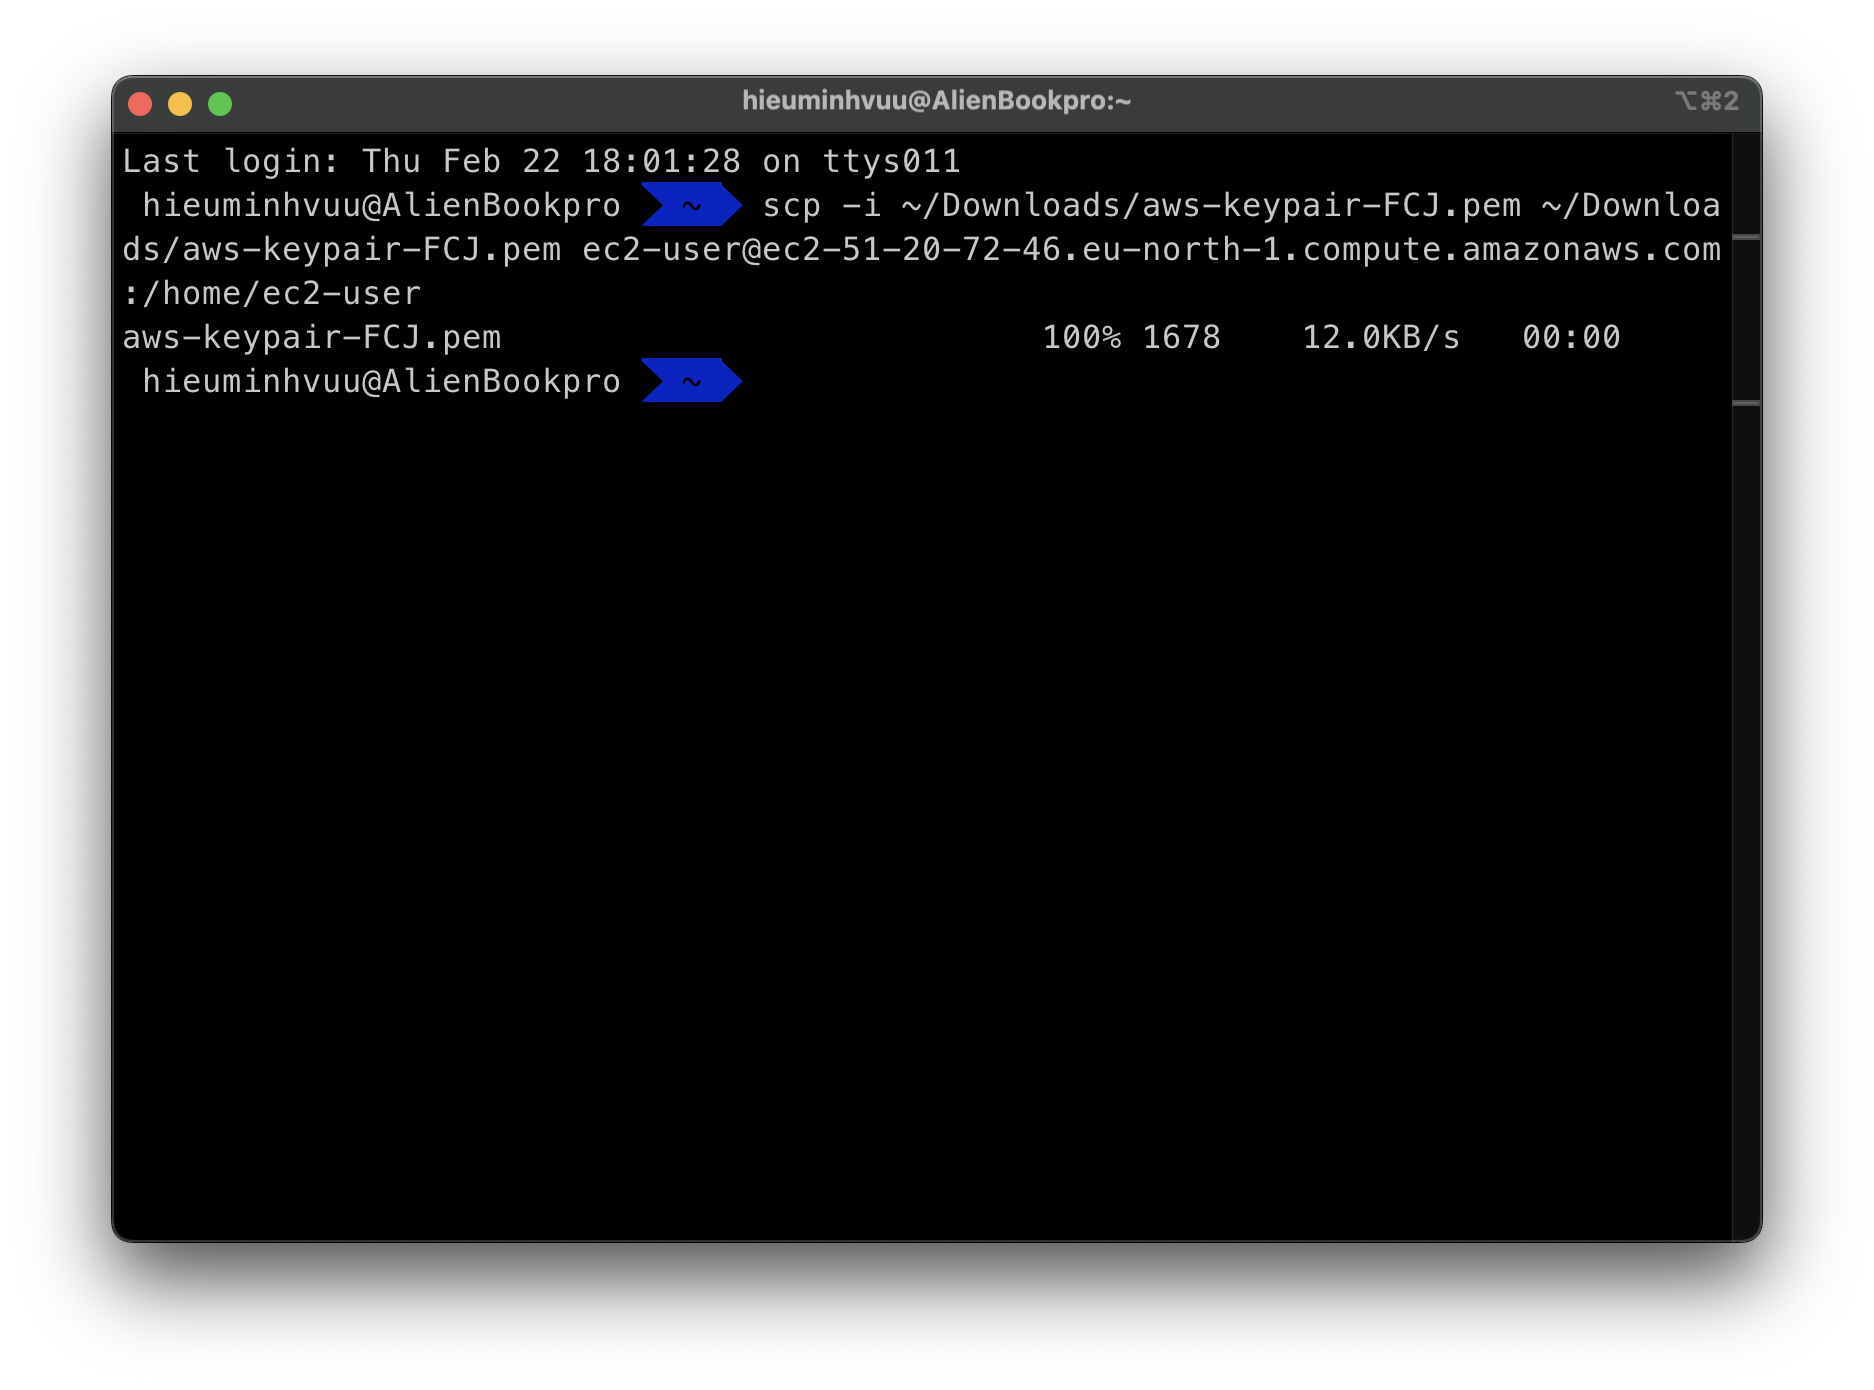 hieuminhvuu@AlienBookpro:~
⌥⌘2
Last login: Thu Feb 22 18:01:28 on ttys011
hieuminhvuu@AlienBookpro ~ scp -i ~/Downloads/aws-keypair-FCJ.pem ~/Downloa
ds/aws-keypair-FCJ.pem ec2-user@ec2-51-20-72-46.eu-north-1.compute.amazonaws.com
:/home/ec2-user
aws-keypair-FCJ.pem 100% 1678 12.0KB/s 00:00
hieuminhvuu@AlienBookpro ~